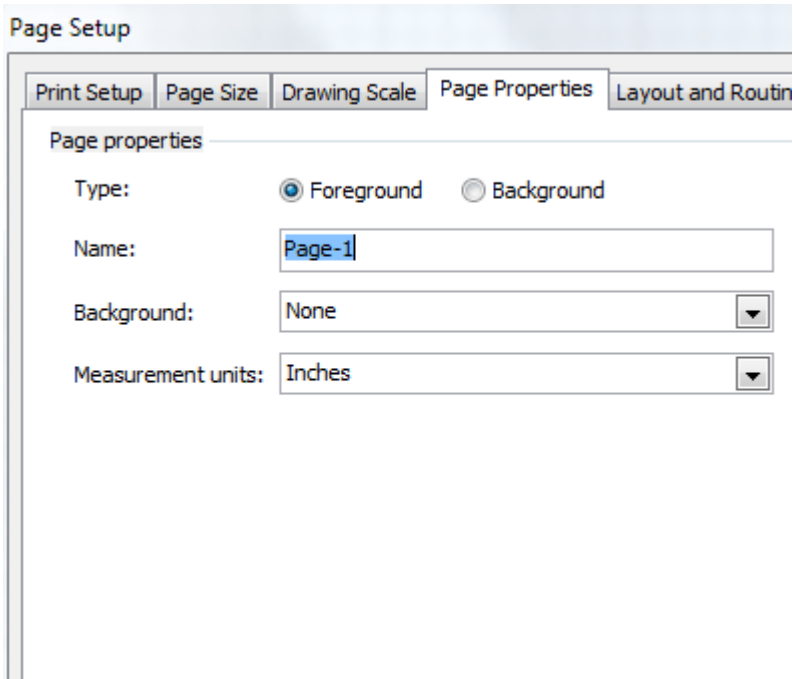 Page Setup
Print Setup Page Size Drawing Scale Page Properties Layout and Routin
Page properties
Type: Foreground Background
Name: Page-1
Background: None
Measurement units: Inches